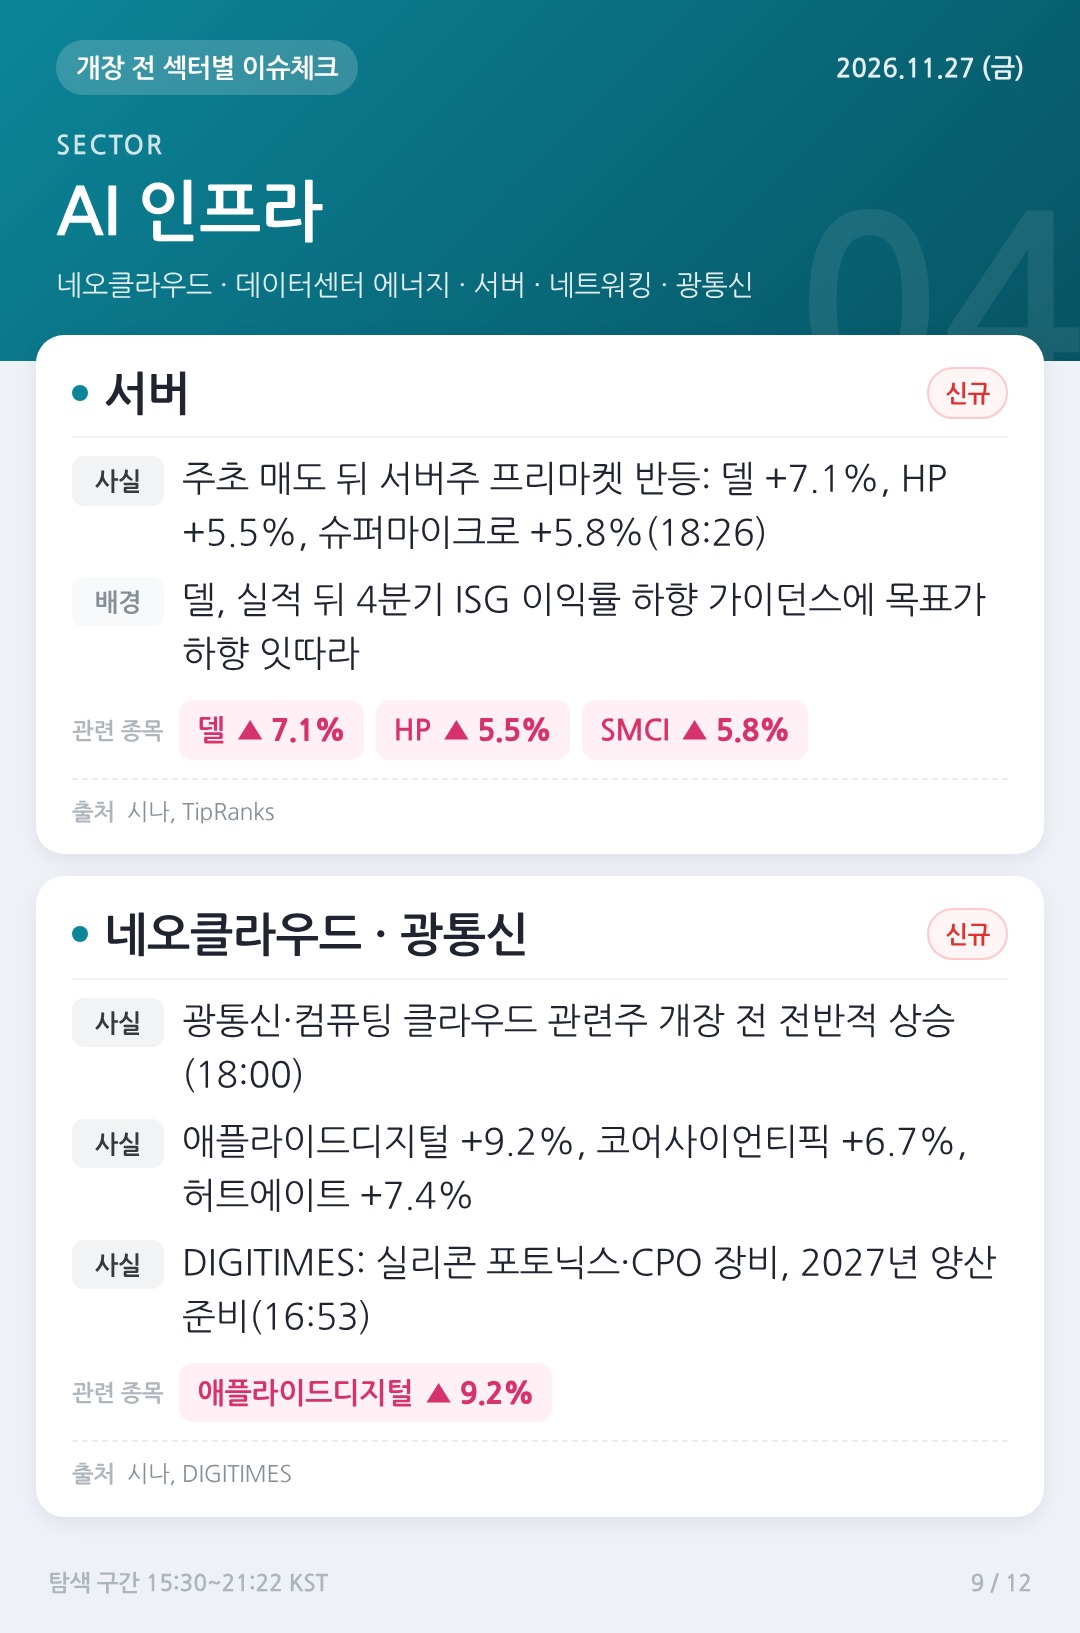 개장 전 섹터별 이슈체크
2026.11.27 (금)
SECTOR
AI 인프라
네오클라우드 · 데이터센터 에너지 · 서버 · 네트워킹 · 광통신
04
서버
신규
사실 주초 매도 뒤 서버주 프리마켓 반등: 델 +7.1%, HP
+5.5%, 슈퍼마이크로 +5.8%(18:26)
배경 델, 실적 뒤 4분기 ISG 이익률 하향 가이던스에 목표가
하향 잇따라
관련 종목 델 ▲ 7.1% HP ▲ 5.5% SMCI ▲ 5.8%
출처 시나, TipRanks
네오클라우드 · 광통신
신규
사실 광통신·컴퓨팅 클라우드 관련주 개장 전 전반적 상승
(18:00)
사실 애플라이드디지털 +9.2%, 코어사이언티픽 +6.7%,
허트에이트 +7.4%
사실 DIGITIMES: 실리콘 포토닉스·CPO 장비, 2027년 양산
준비(16:53)
관련 종목 애플라이드디지털 ▲ 9.2%
출처 시나, DIGITIMES
탐색 구간 15:30~21:22 KST
9 / 12